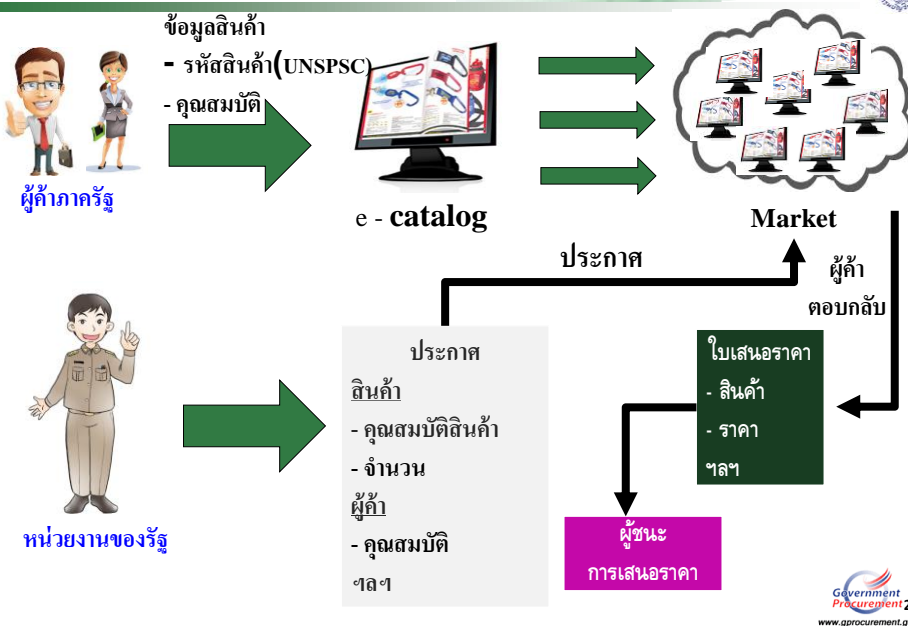 ข้อมูลสินค้า
- รหัสสินค้า(UNSPSC)
- คุณสมบัติ
ผู้ค้าภาครัฐ
e - catalog
Market
ประกาศ
ผู้ค้า
ตอบกลับ
หน่วยงานของรัฐ
ประกาศ
สินค้า
- คุณสมบัติสินค้า
- จำนวน
ผู้ค้า
- คุณสมบัติ
ฯลฯ
ใบเสนอราคา
- สินค้า
- ราคา
ฯลฯ
ผู้ชนะ
การเสนอราคา
Government
Procurement 2
www.gprocurement.g